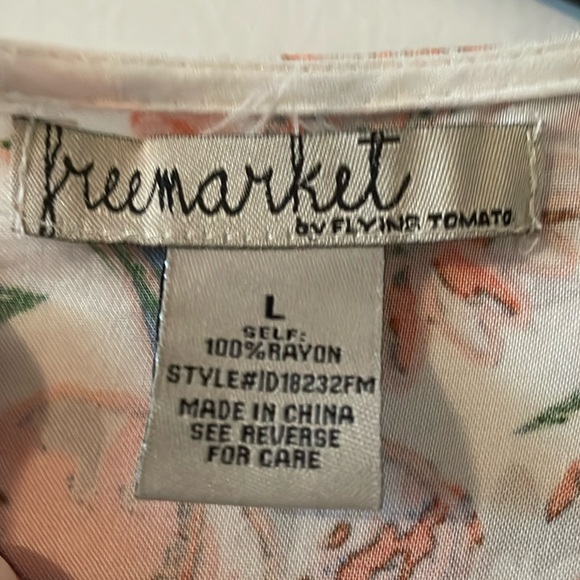 freemarket
by FLYING TOMATO
L
SELF:
100%RAYON
STYLE#ID18232FM
MADE IN CHINA
SEE REVERSE
FOR CARE